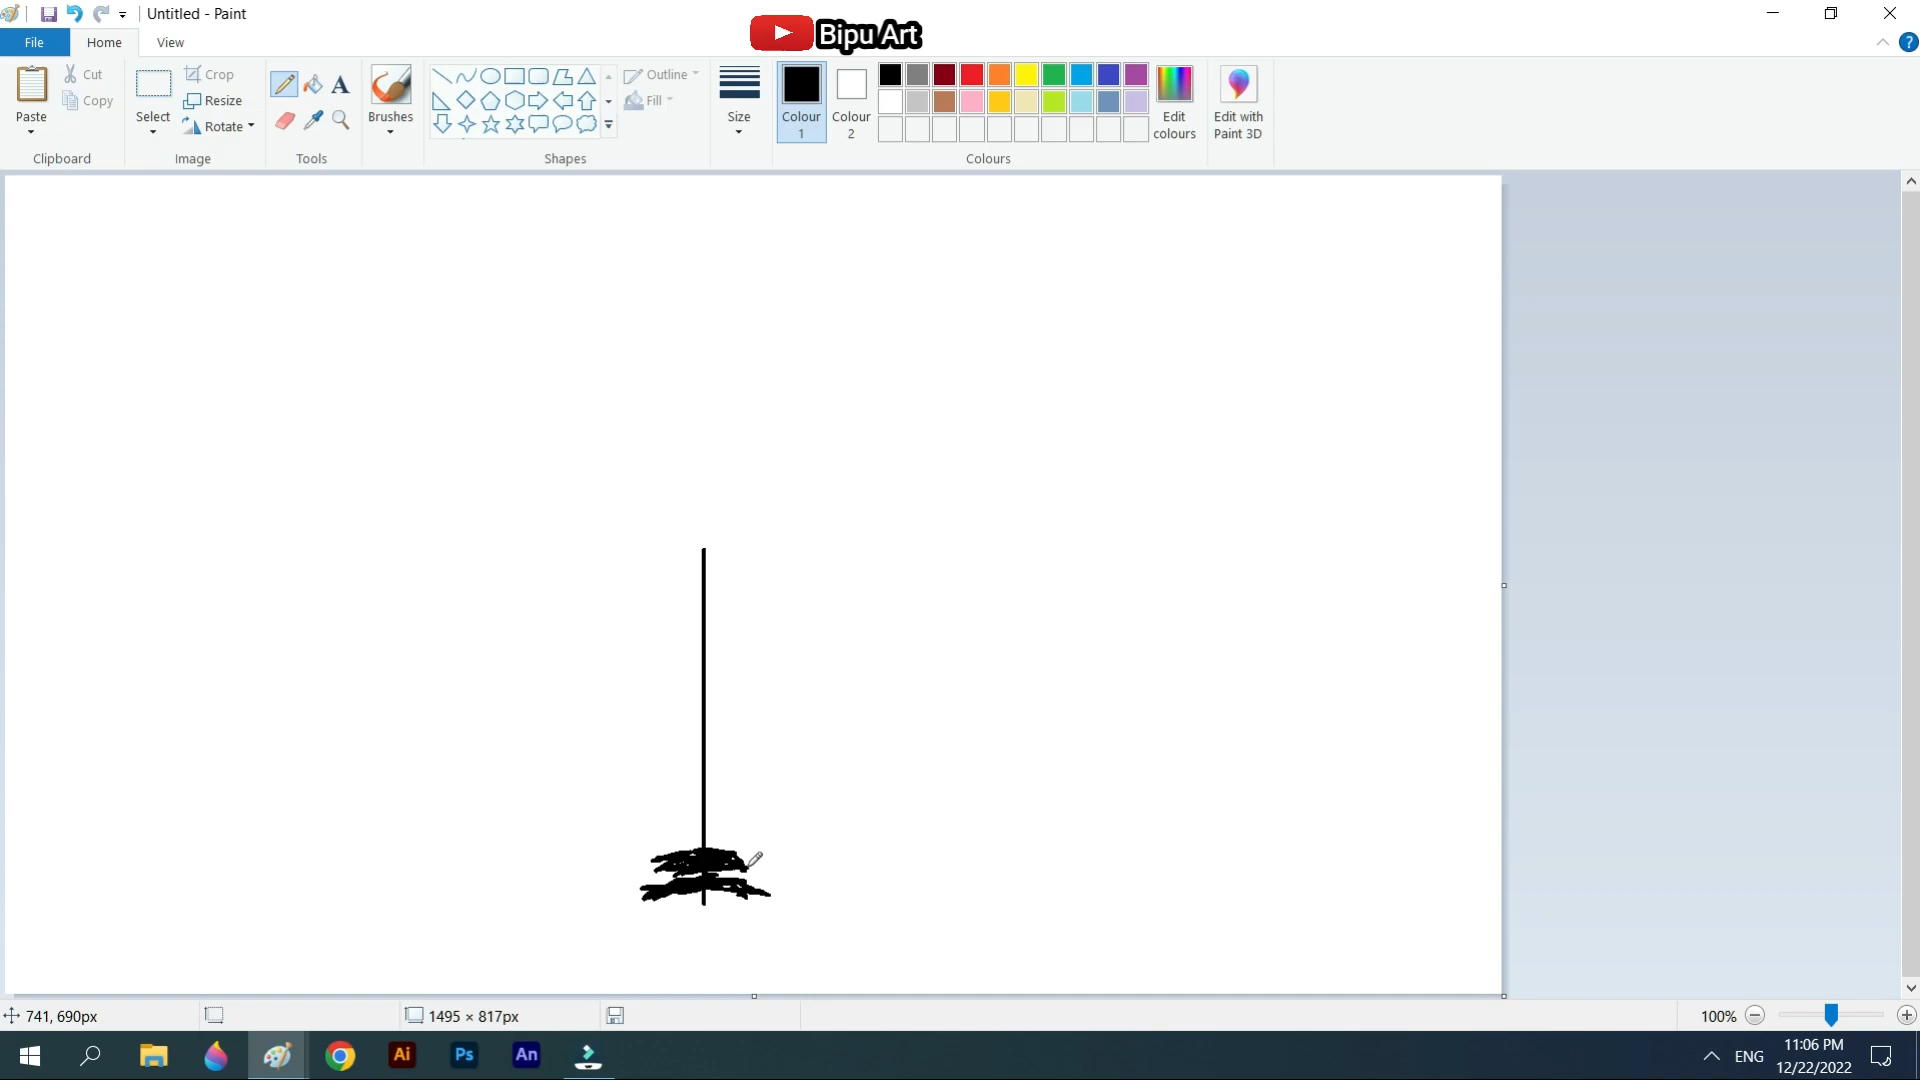 Untitled - Paint
Bipu Art
File
Home
View
Paste
Cut
Copy
Clipboard
Select
Crop
Resize
Rotate
Image
A
Tools
Brushes
Outline
Fill
Shapes
Size
Colour
1
Colour
2
Edit
colours
Colours
Edit with
Paint 3D
?
741, 690px
1495 × 817px
100%
Ai
Ps
An
ENG
11:06 PM
12/22/2022